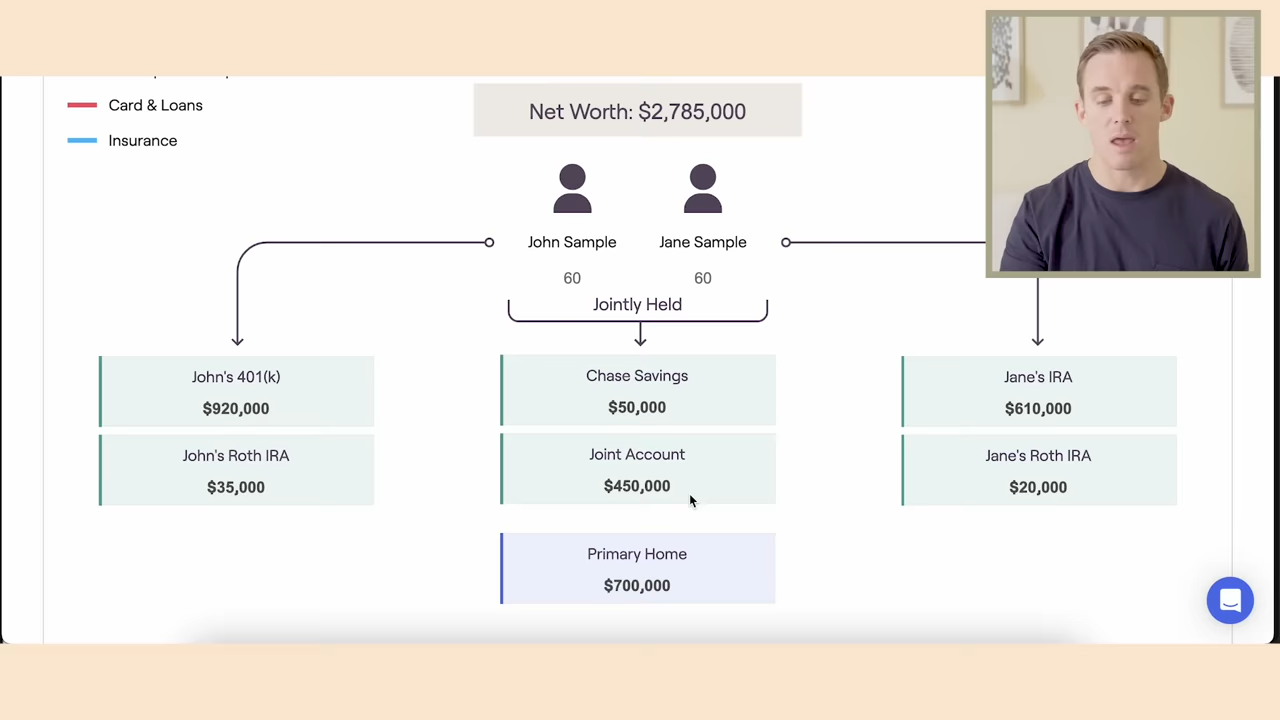 Card & Loans
Insurance
Net Worth: $2,785,000
John Sample
Jane Sample
60
60
Jointly Held
John's 401(k)
$920,000
John's Roth IRA
$35,000
Chase Savings
$50,000
Joint Account
$450,000
Primary Home
$700,000
Jane's IRA
$610,000
Jane's Roth IRA
$20,000